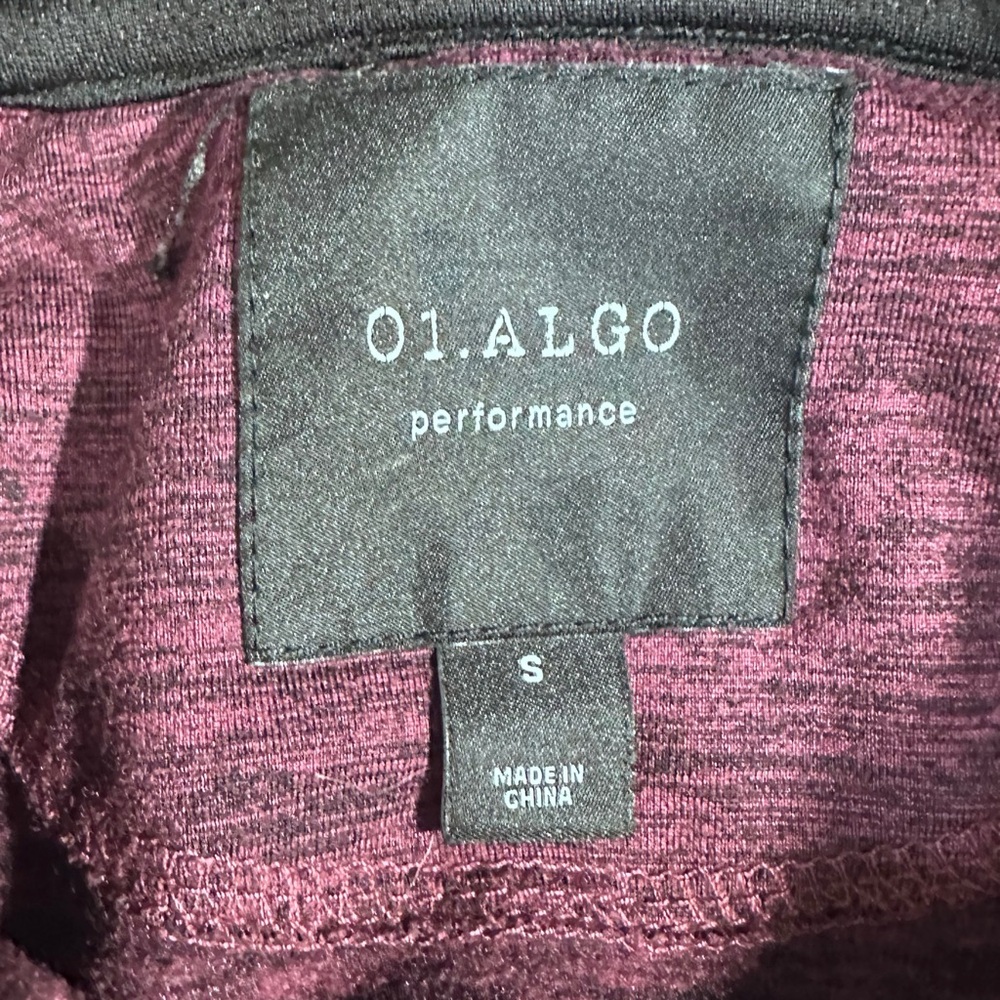 01.ALGO
performance
S
MADE IN
CHINA